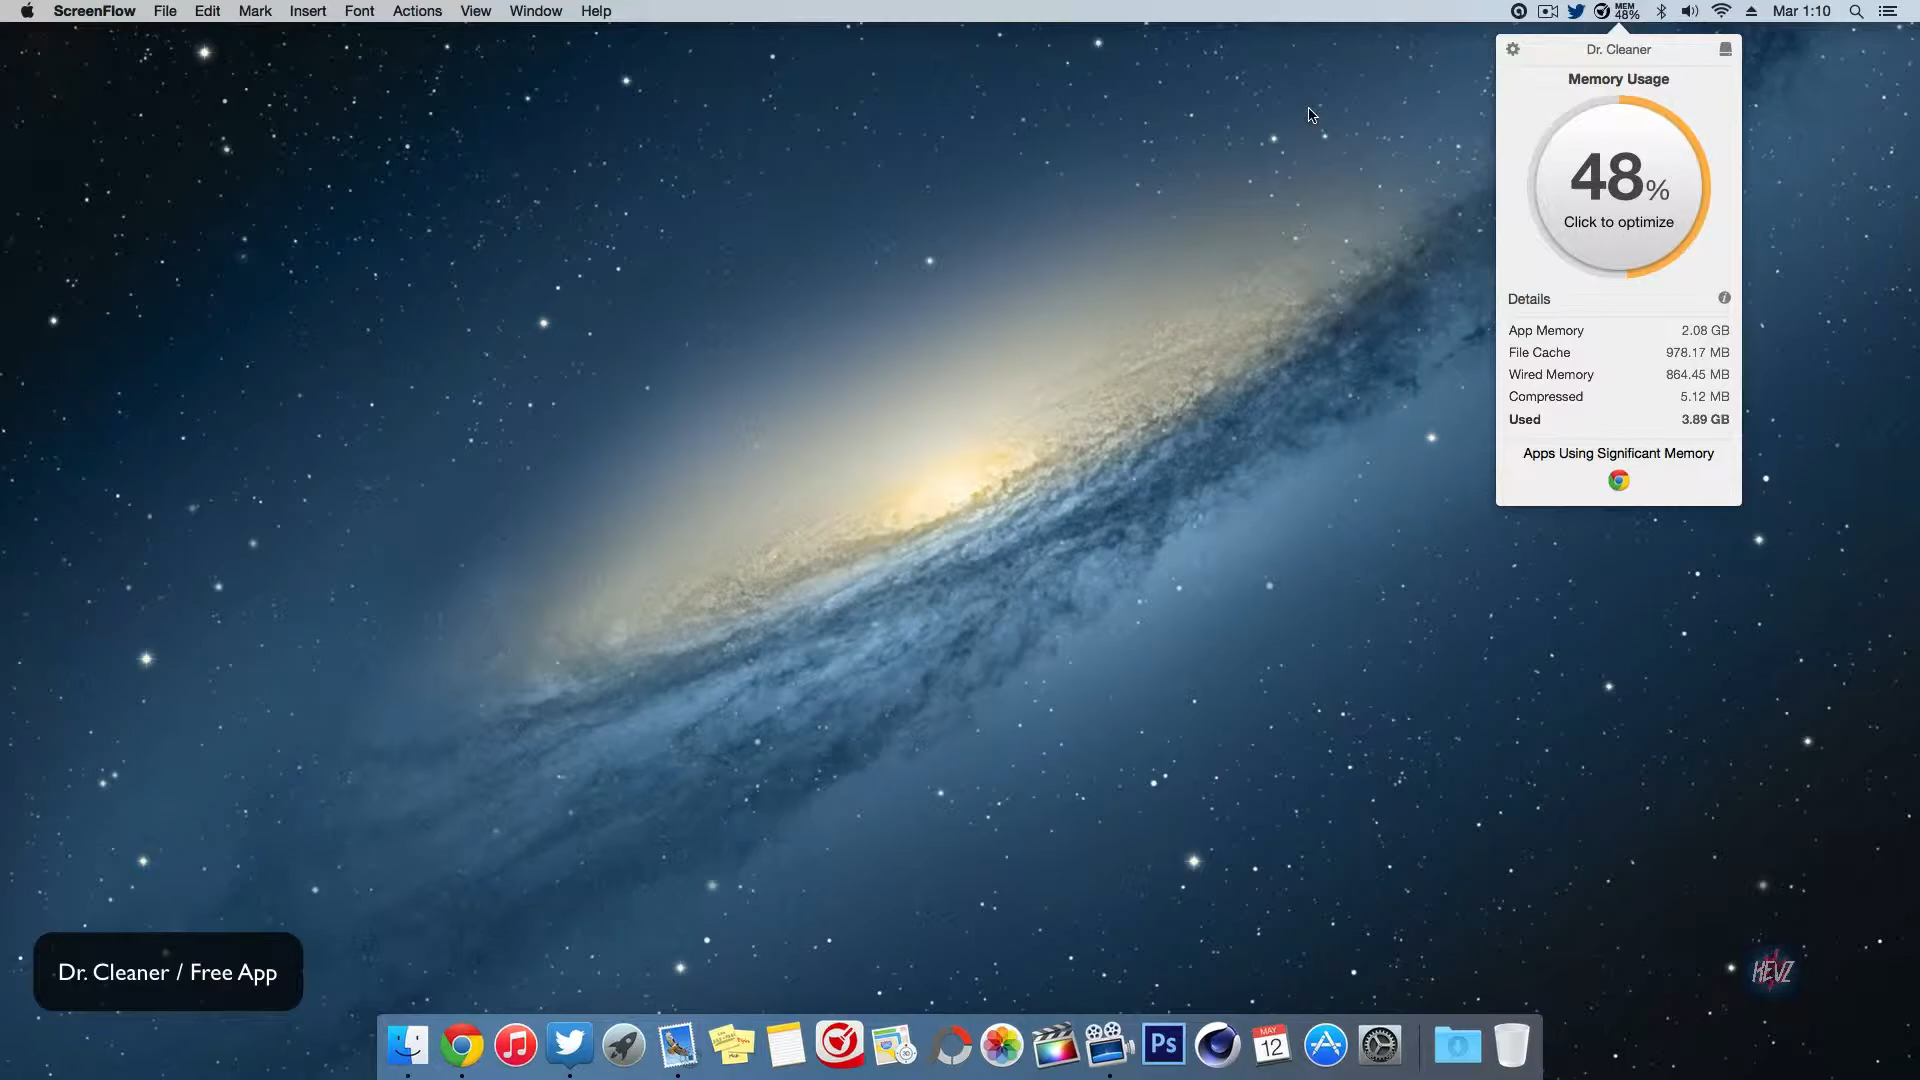 ScreenFlow File Edit Mark Insert Font Actions View Window Help MEM 48% Mar 1:10
Dr. Cleaner
Memory Usage
48%
Click to optimize
Details
App Memory 2.08 GB
File Cache 978.17 MB
Wired Memory 864.45 MB
Compressed 5.12 MB
Used 3.89 GB
Apps Using Significant Memory
Dr. Cleaner / Free App
MEVZ
Ps
MAY
12